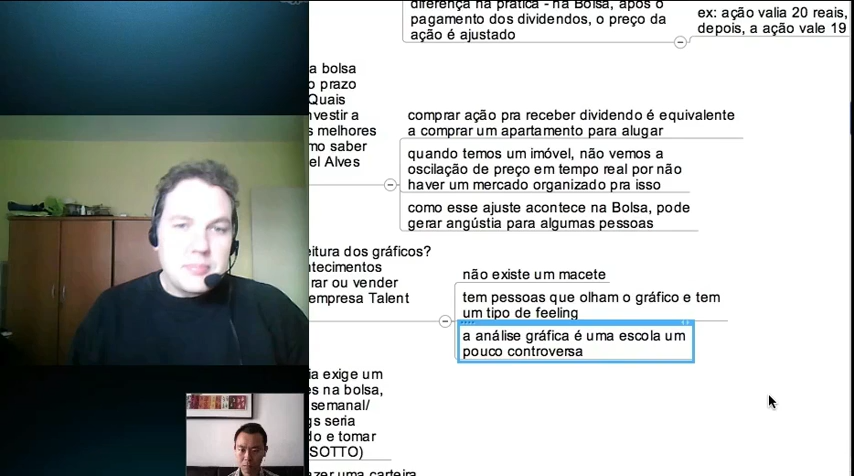 diferença na prática - na Bolsa, após o
pagamento dos dividendos, o preço da
ação é ajustado
ex: ação valia 20 reais,
depois, a ação vale 19
a bolsa
o prazo
Quais
nvestir a
s melhores
mo saber
el Alves
comprar ação pra receber dividendo é equivalente
a comprar um apartamento para alugar
quando temos um imóvel, não vemos a
oscilação de preço em tempo real por não
haver um mercado organizado pra isso
como esse ajuste acontece na Bolsa, pode
gerar angústia para algumas pessoas
eitura dos gráficos?
ntecimentos
rar ou vender
empresa Talent
não existe um macete
tem pessoas que olham o gráfico e tem
um tipo de feeling
a análise gráfica é uma escola um
pouco controversa
ia exige um
es na bolsa,
semanal/
gs seria
do e tomar
SOTTO)
azer uma carteira